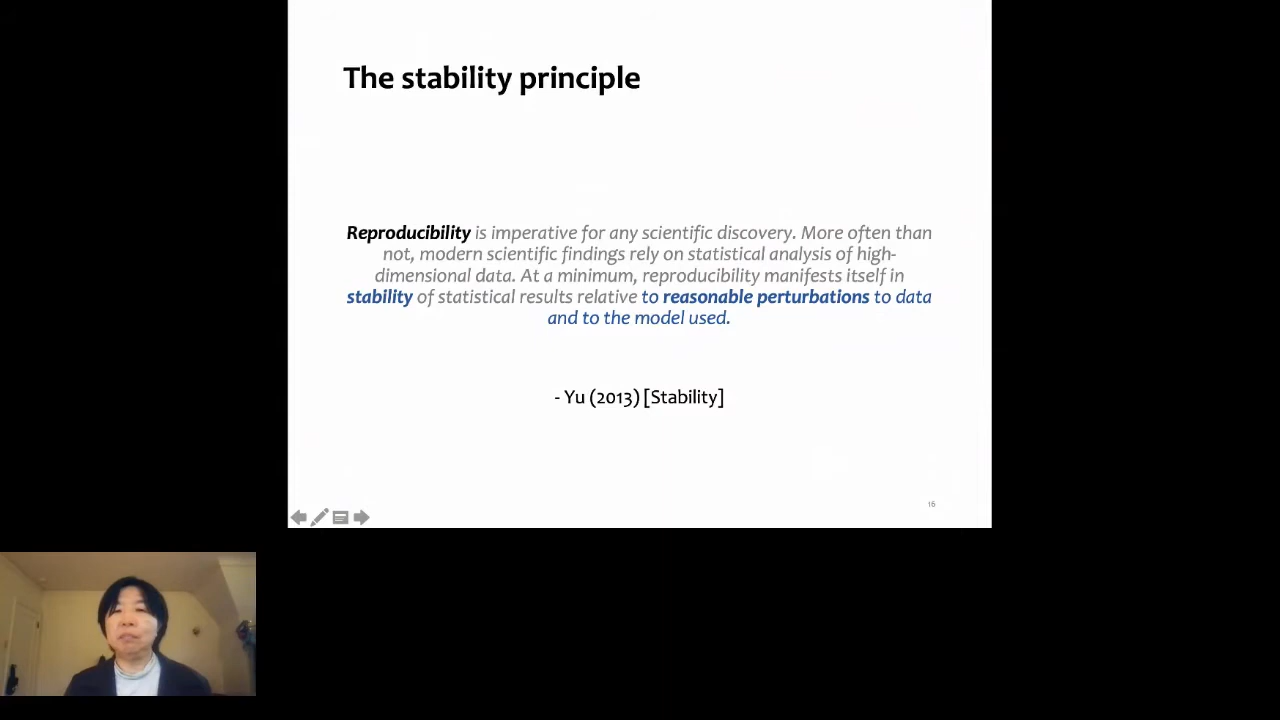 The stability principle
Reproducibility is imperative for any scientific discovery. More often than
not, modern scientific findings rely on statistical analysis of high-
dimensional data. At a minimum, reproducibility manifests itself in
stability of statistical results relative to reasonable perturbations to data
and to the model used.
- Yu (2013) [Stability]
16